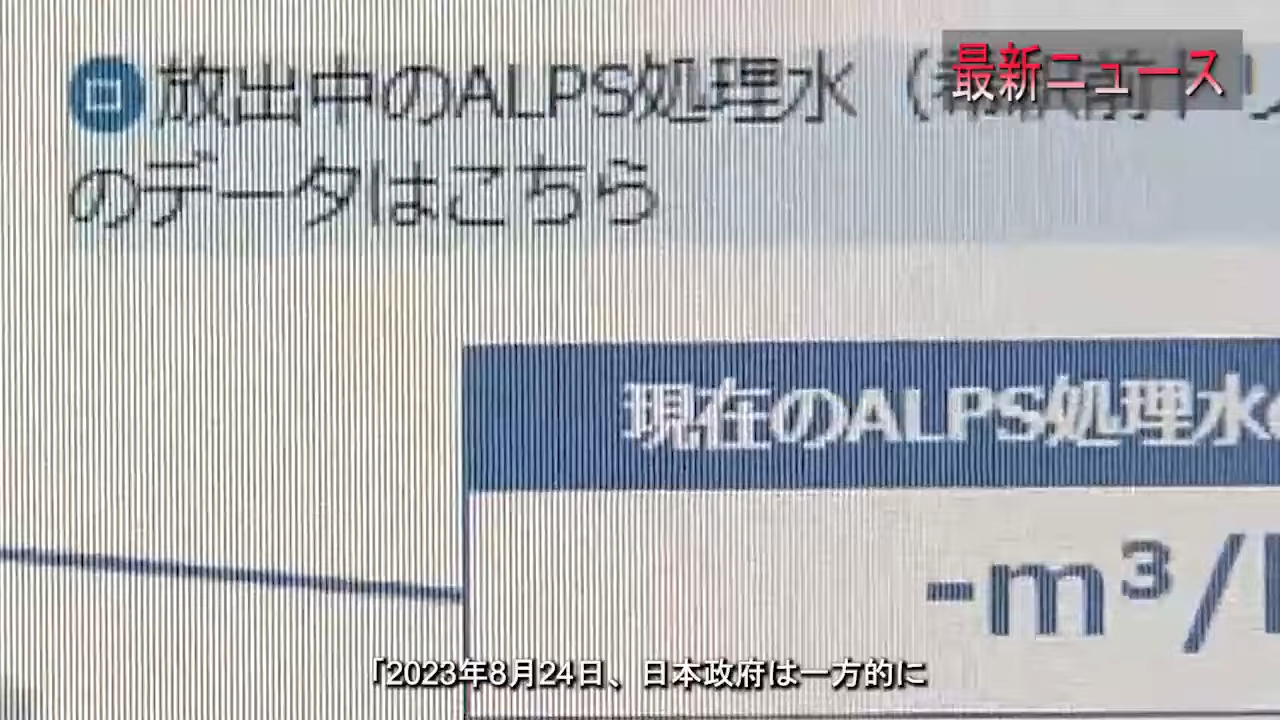 ロ 放出中のALPS処理水
最新ニュース
のデータはこちら
現在のALPS処理水
-m³/
「2023年8月24日、日本政府は一方的に